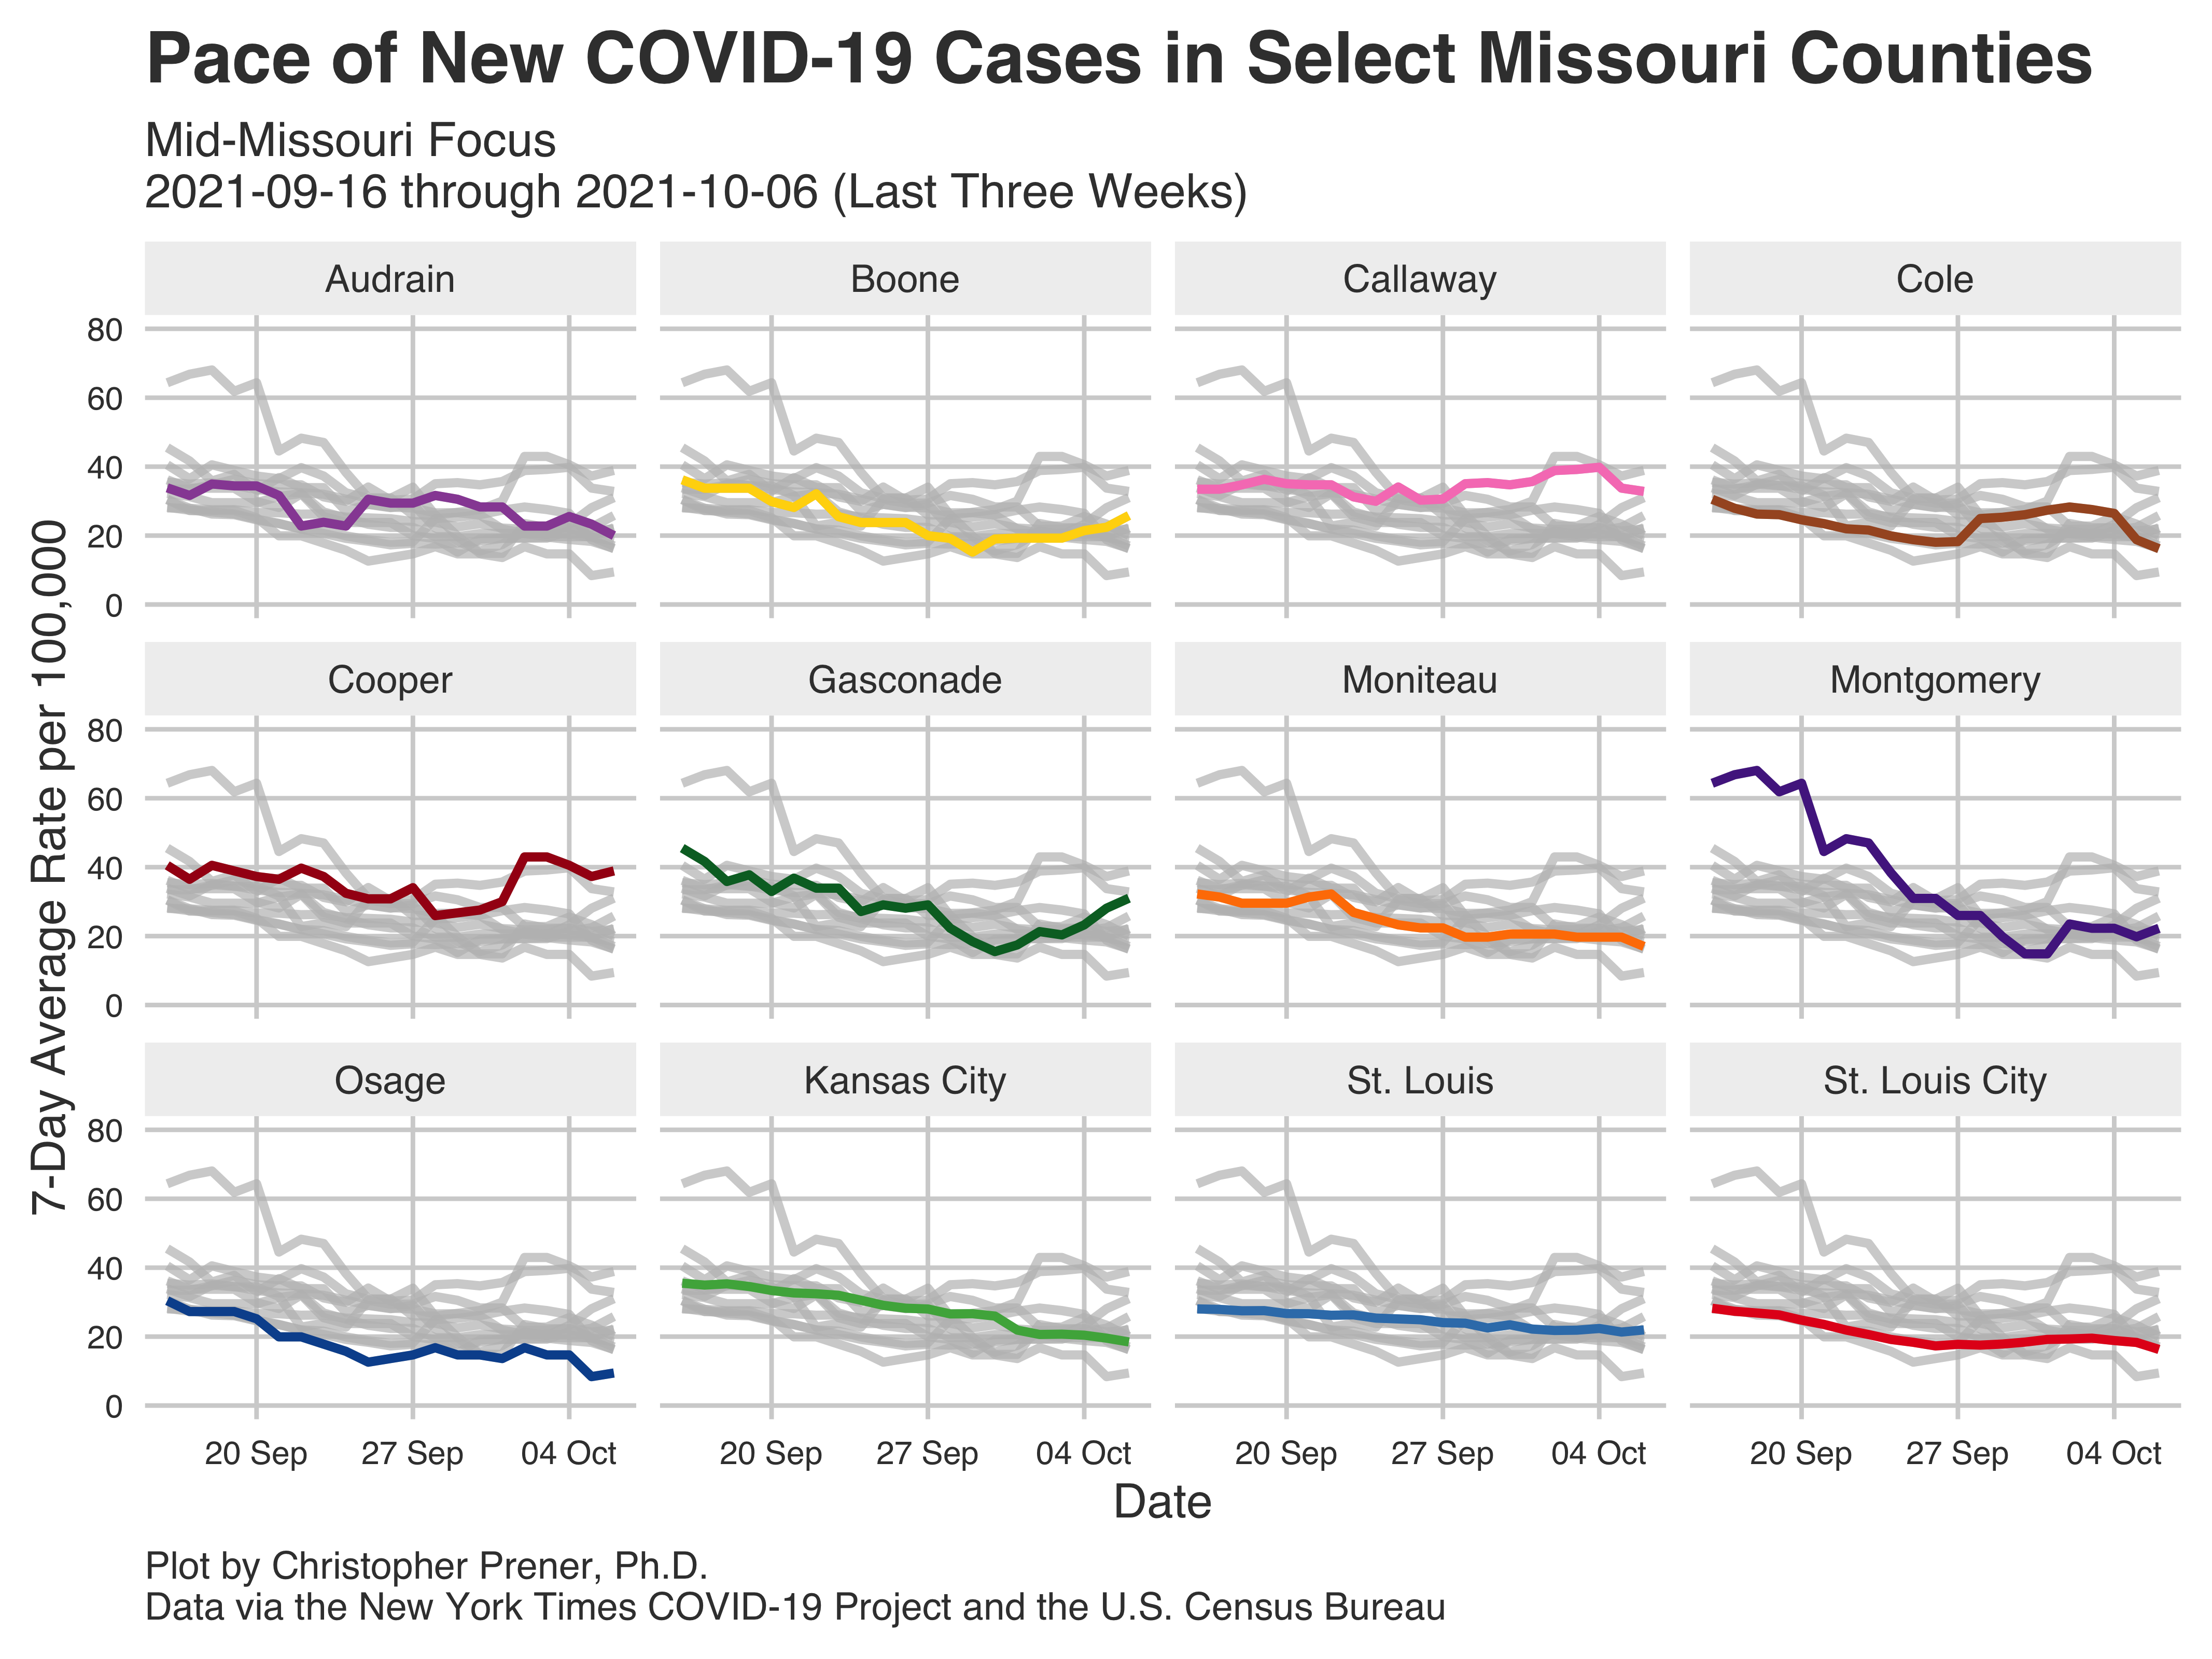 Pace of New COVID-19 Cases in Select Missouri Counties
Mid-Missouri Focus
2021-09-16 through 2021-10-06 (Last Three Weeks)
7-Day Average Rate per 100,000
Audrain
Boone
Callaway
Cole
80
60
40
20
0
Cooper
Gasconade
Moniteau
Montgomery
80
60
40
20
0
Osage
Kansas City
St. Louis
St. Louis City
80
60
40
20
0
20 Sep 27 Sep 04 Oct
20 Sep 27 Sep 04 Oct
20 Sep 27 Sep 04 Oct
20 Sep 27 Sep 04 Oct
Date
Plot by Christopher Prener, Ph.D.
Data via the New York Times COVID-19 Project and the U.S. Census Bureau